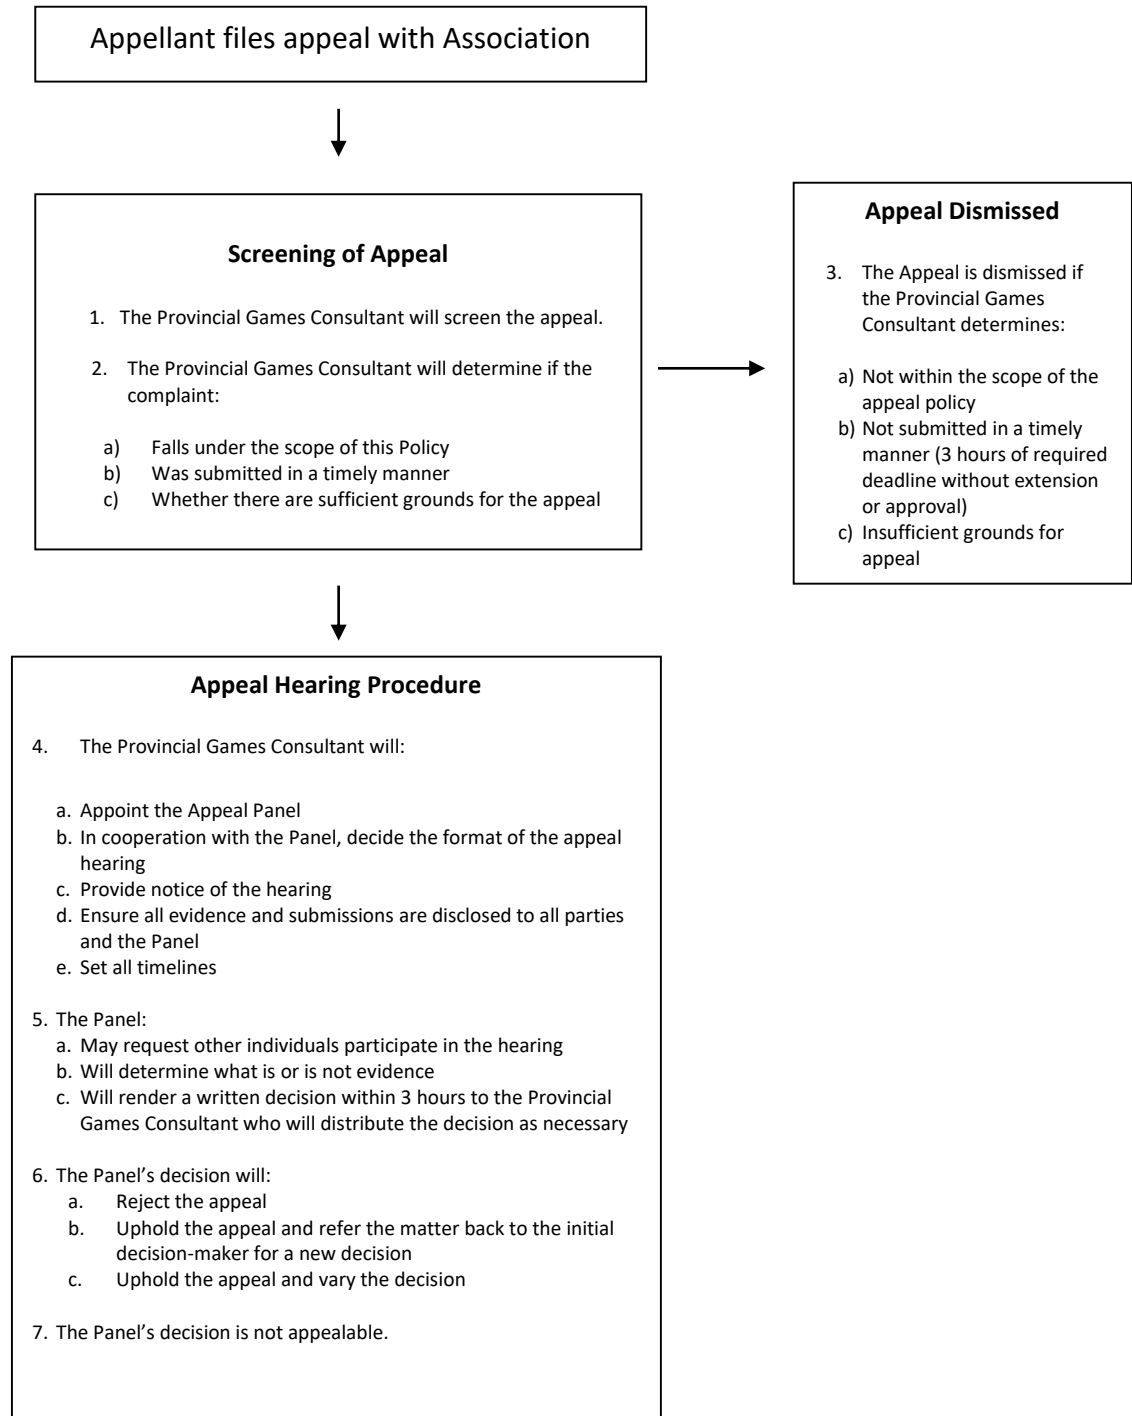 Appellant files appeal with Association
Screening of Appeal
1. The Provincial Games Consultant will screen the appeal.
2. The Provincial Games Consultant will determine if the
complaint:
a) Falls under the scope of this Policy
b) Was submitted in a timely manner
c) Whether there are sufficient grounds for the appeal
Appeal Dismissed
3. The Appeal is dismissed if
the Provincial Games
Consultant determines:
a) Not within the scope of the
appeal policy
b) Not submitted in a timely
manner (3 hours of required
deadline without extension
or approval)
c) Insufficient grounds for
appeal
Appeal Hearing Procedure
4. The Provincial Games Consultant will:
a. Appoint the Appeal Panel
b. In cooperation with the Panel, decide the format of the appeal
hearing
c. Provide notice of the hearing
d. Ensure all evidence and submissions are disclosed to all parties
and the Panel
e. Set all timelines
5. The Panel:
a. May request other individuals participate in the hearing
b. Will determine what is or is not evidence
c. Will render a written decision within 3 hours to the Provincial
Games Consultant who will distribute the decision as necessary
6. The Panel’s decision will:
a. Reject the appeal
b. Uphold the appeal and refer the matter back to the initial
decision-maker for a new decision
c. Uphold the appeal and vary the decision
7. The Panel’s decision is not appealable.